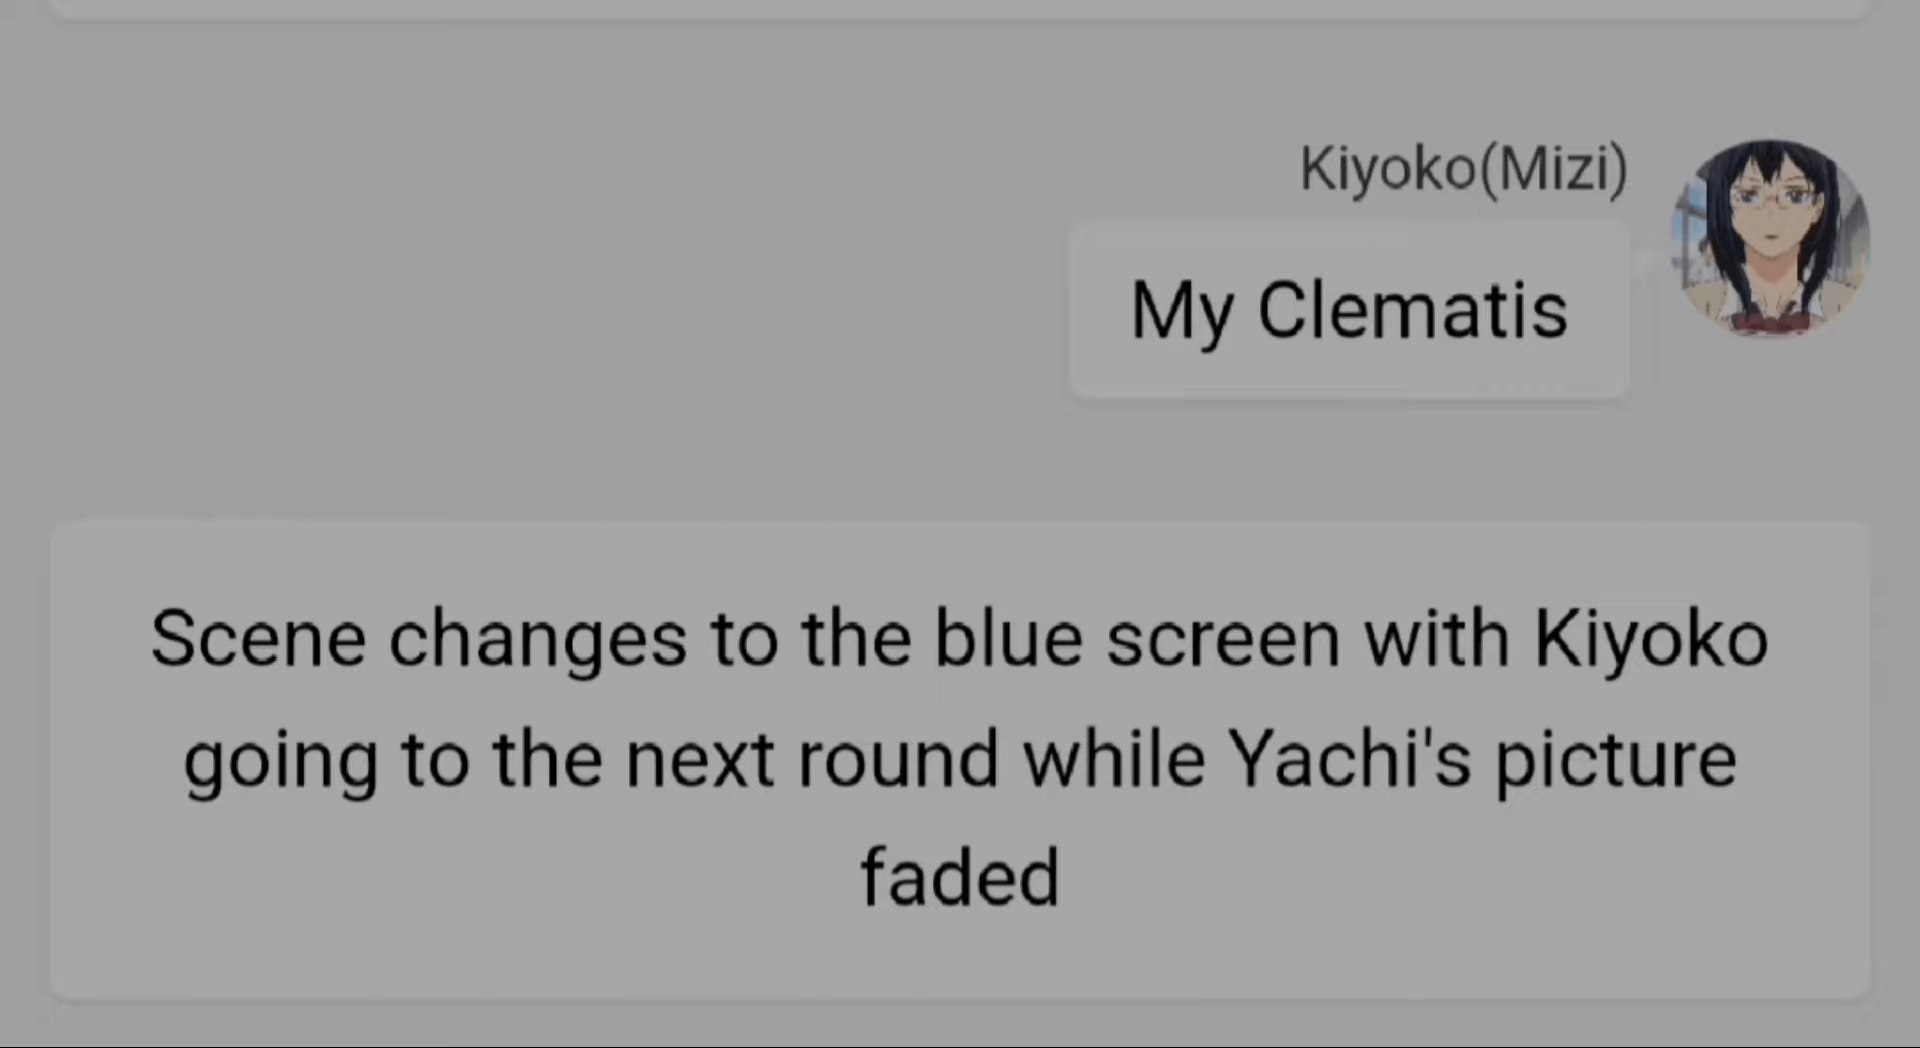 Kiyoko(Mizi)
My Clematis
Scene changes to the blue screen with Kiyoko
going to the next round while Yachi's picture
faded